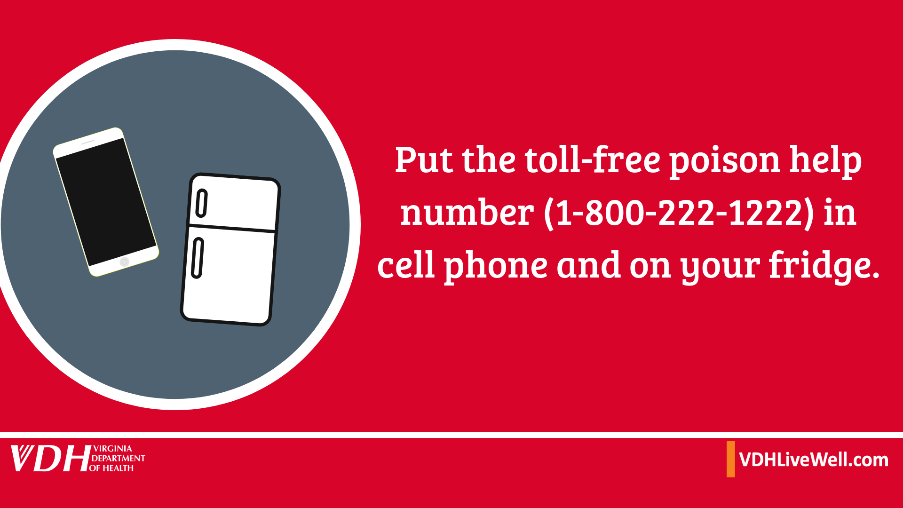 Put the toll-free poison help
number (1-800-222-1222) in
cell phone and on your fridge.
VDH VIRGINIA
DEPARTMENT
OF HEALTH
VDHLiveWell.com